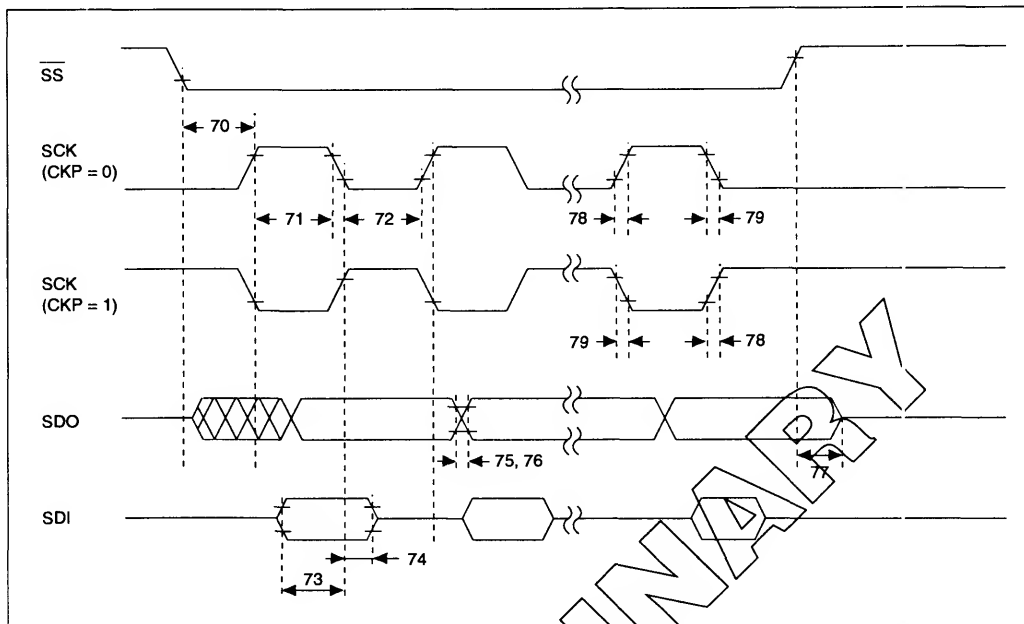 SS
70
SCK
(CKP = 0)
71
72
78
79
SCK
(CKP = 1)
79
78
SDO
75, 76
77
SDI
74
73
INARY